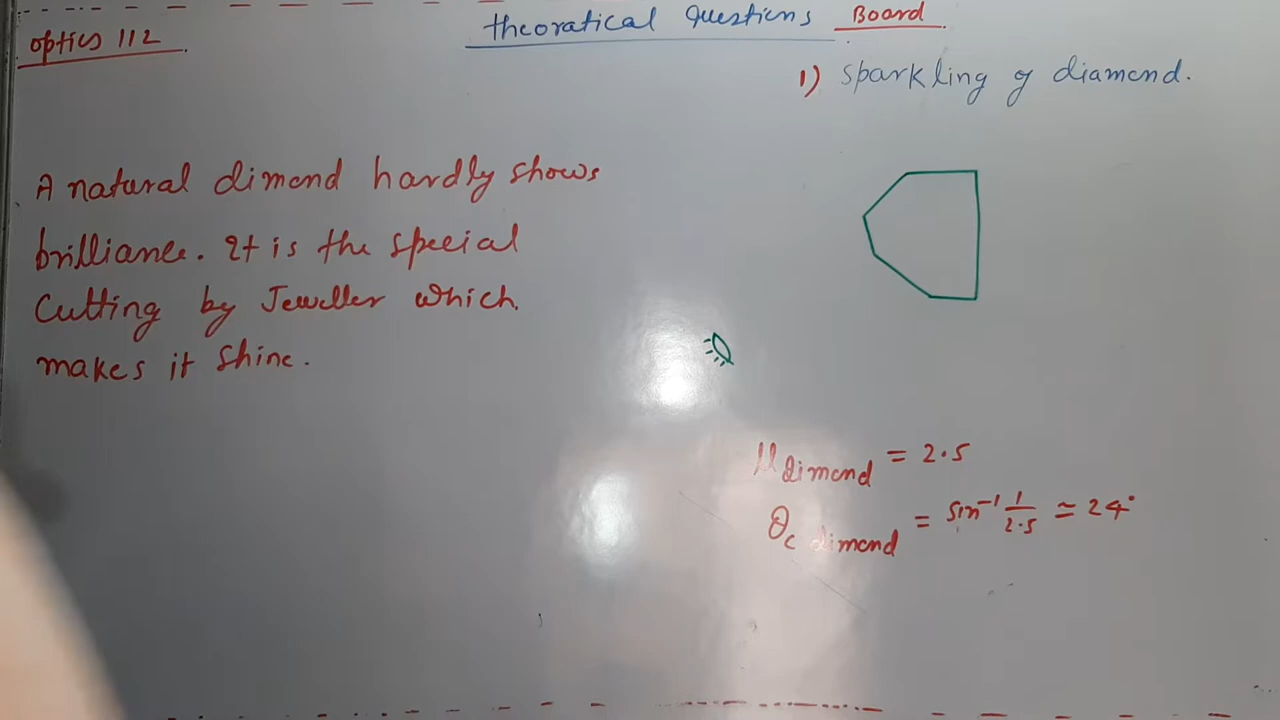 optics 112
theoratical Questions Board
1) sparkling of diamond.
A natural dimond hardly shows
brilliance. It is the special
Cutting by Jeweller which
makes it shine.
μ dimond = 2.5
θc dimond = sin⁻¹ 1/2.5 ≃ 24°